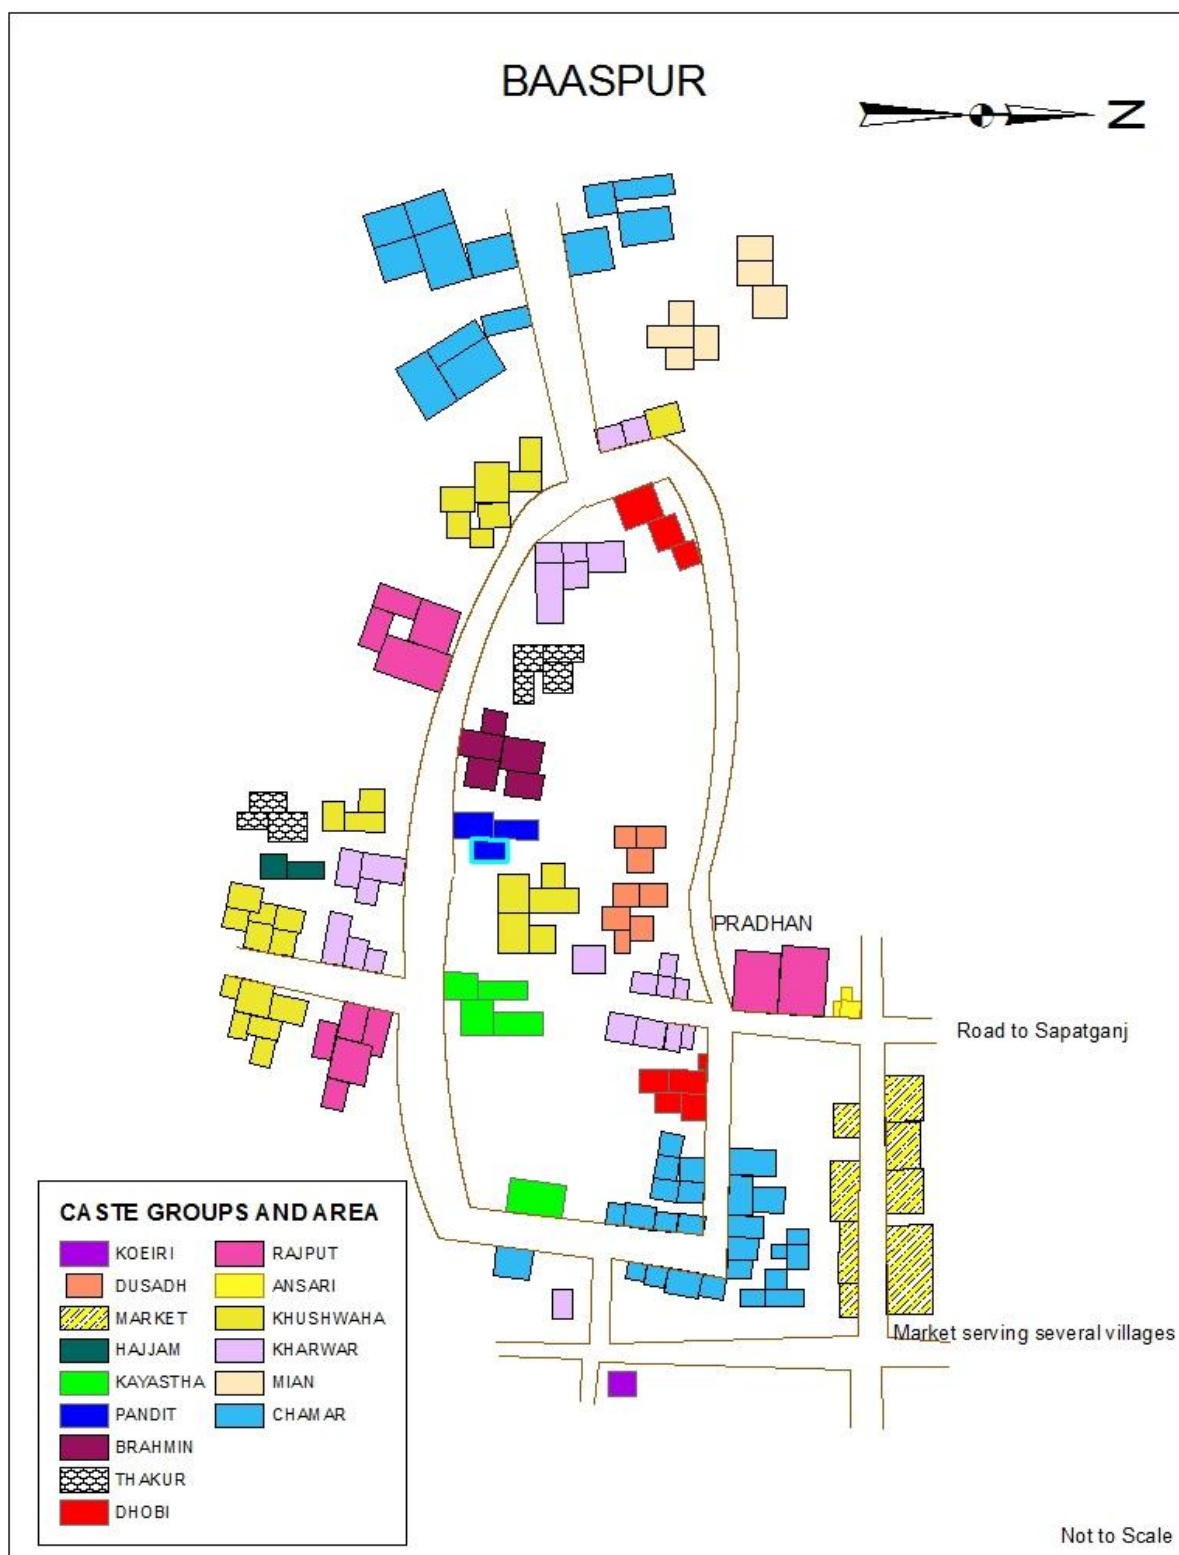 BAASPUR
N
PRADHAN
Road to Sapatganj
Market serving several villages
CASTE GROUPS AND AREA
KOEIRI
DUSADH
MARKET
HAJJAM
KAYASTHA
PANDIT
BRAHMIN
THAKUR
DHOBI
RAJPUT
ANSARI
KHUSHWAHA
KHARWAR
MIAN
CHAMAR
Not to Scale